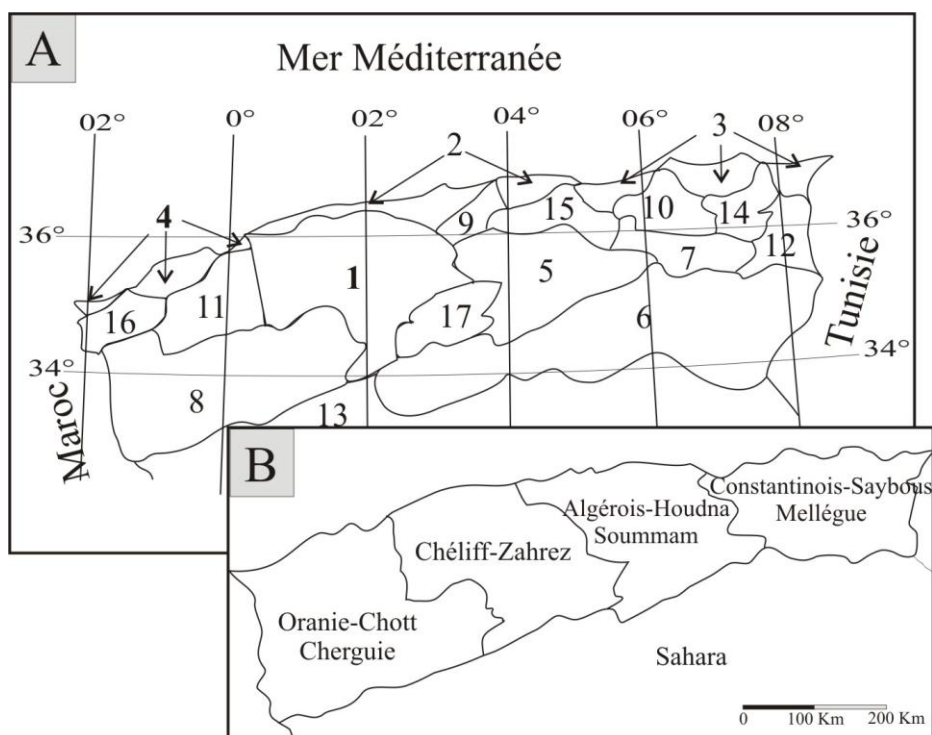 A
Mer Méditerranée
02° 0° 02° 04° 06° 08°
2 3
4
36° 9 15 10 14 36°
1 5 7 12
16 11 17 6
34° 34°
8 13
Maroc
Tunisie
B
Constantinois-Saybous
Mellégue
Algérois-Houdna
Soummam
Chéliff-Zahrez
Oranie-Chott
Cherguie
Sahara
0 100 Km 200 Km